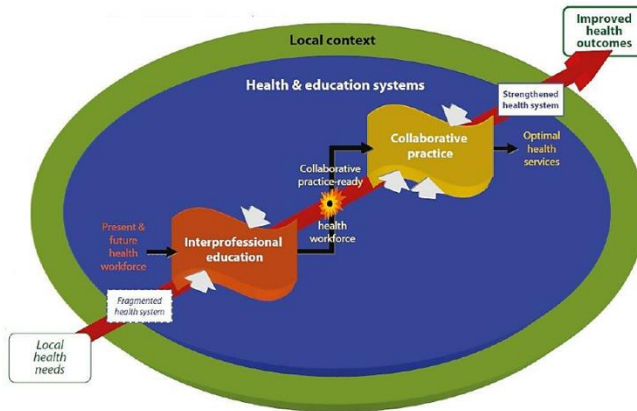 Improved
health
outcomes
Local context
Health & education systems
Strengthened
health system
Collaborative
practice
Optimal
health
services
Collaborative
practice-ready
health
workforce
Present &
future
health
workforce
Interprofessional
education
Fragmented
health system
Local
health
needs